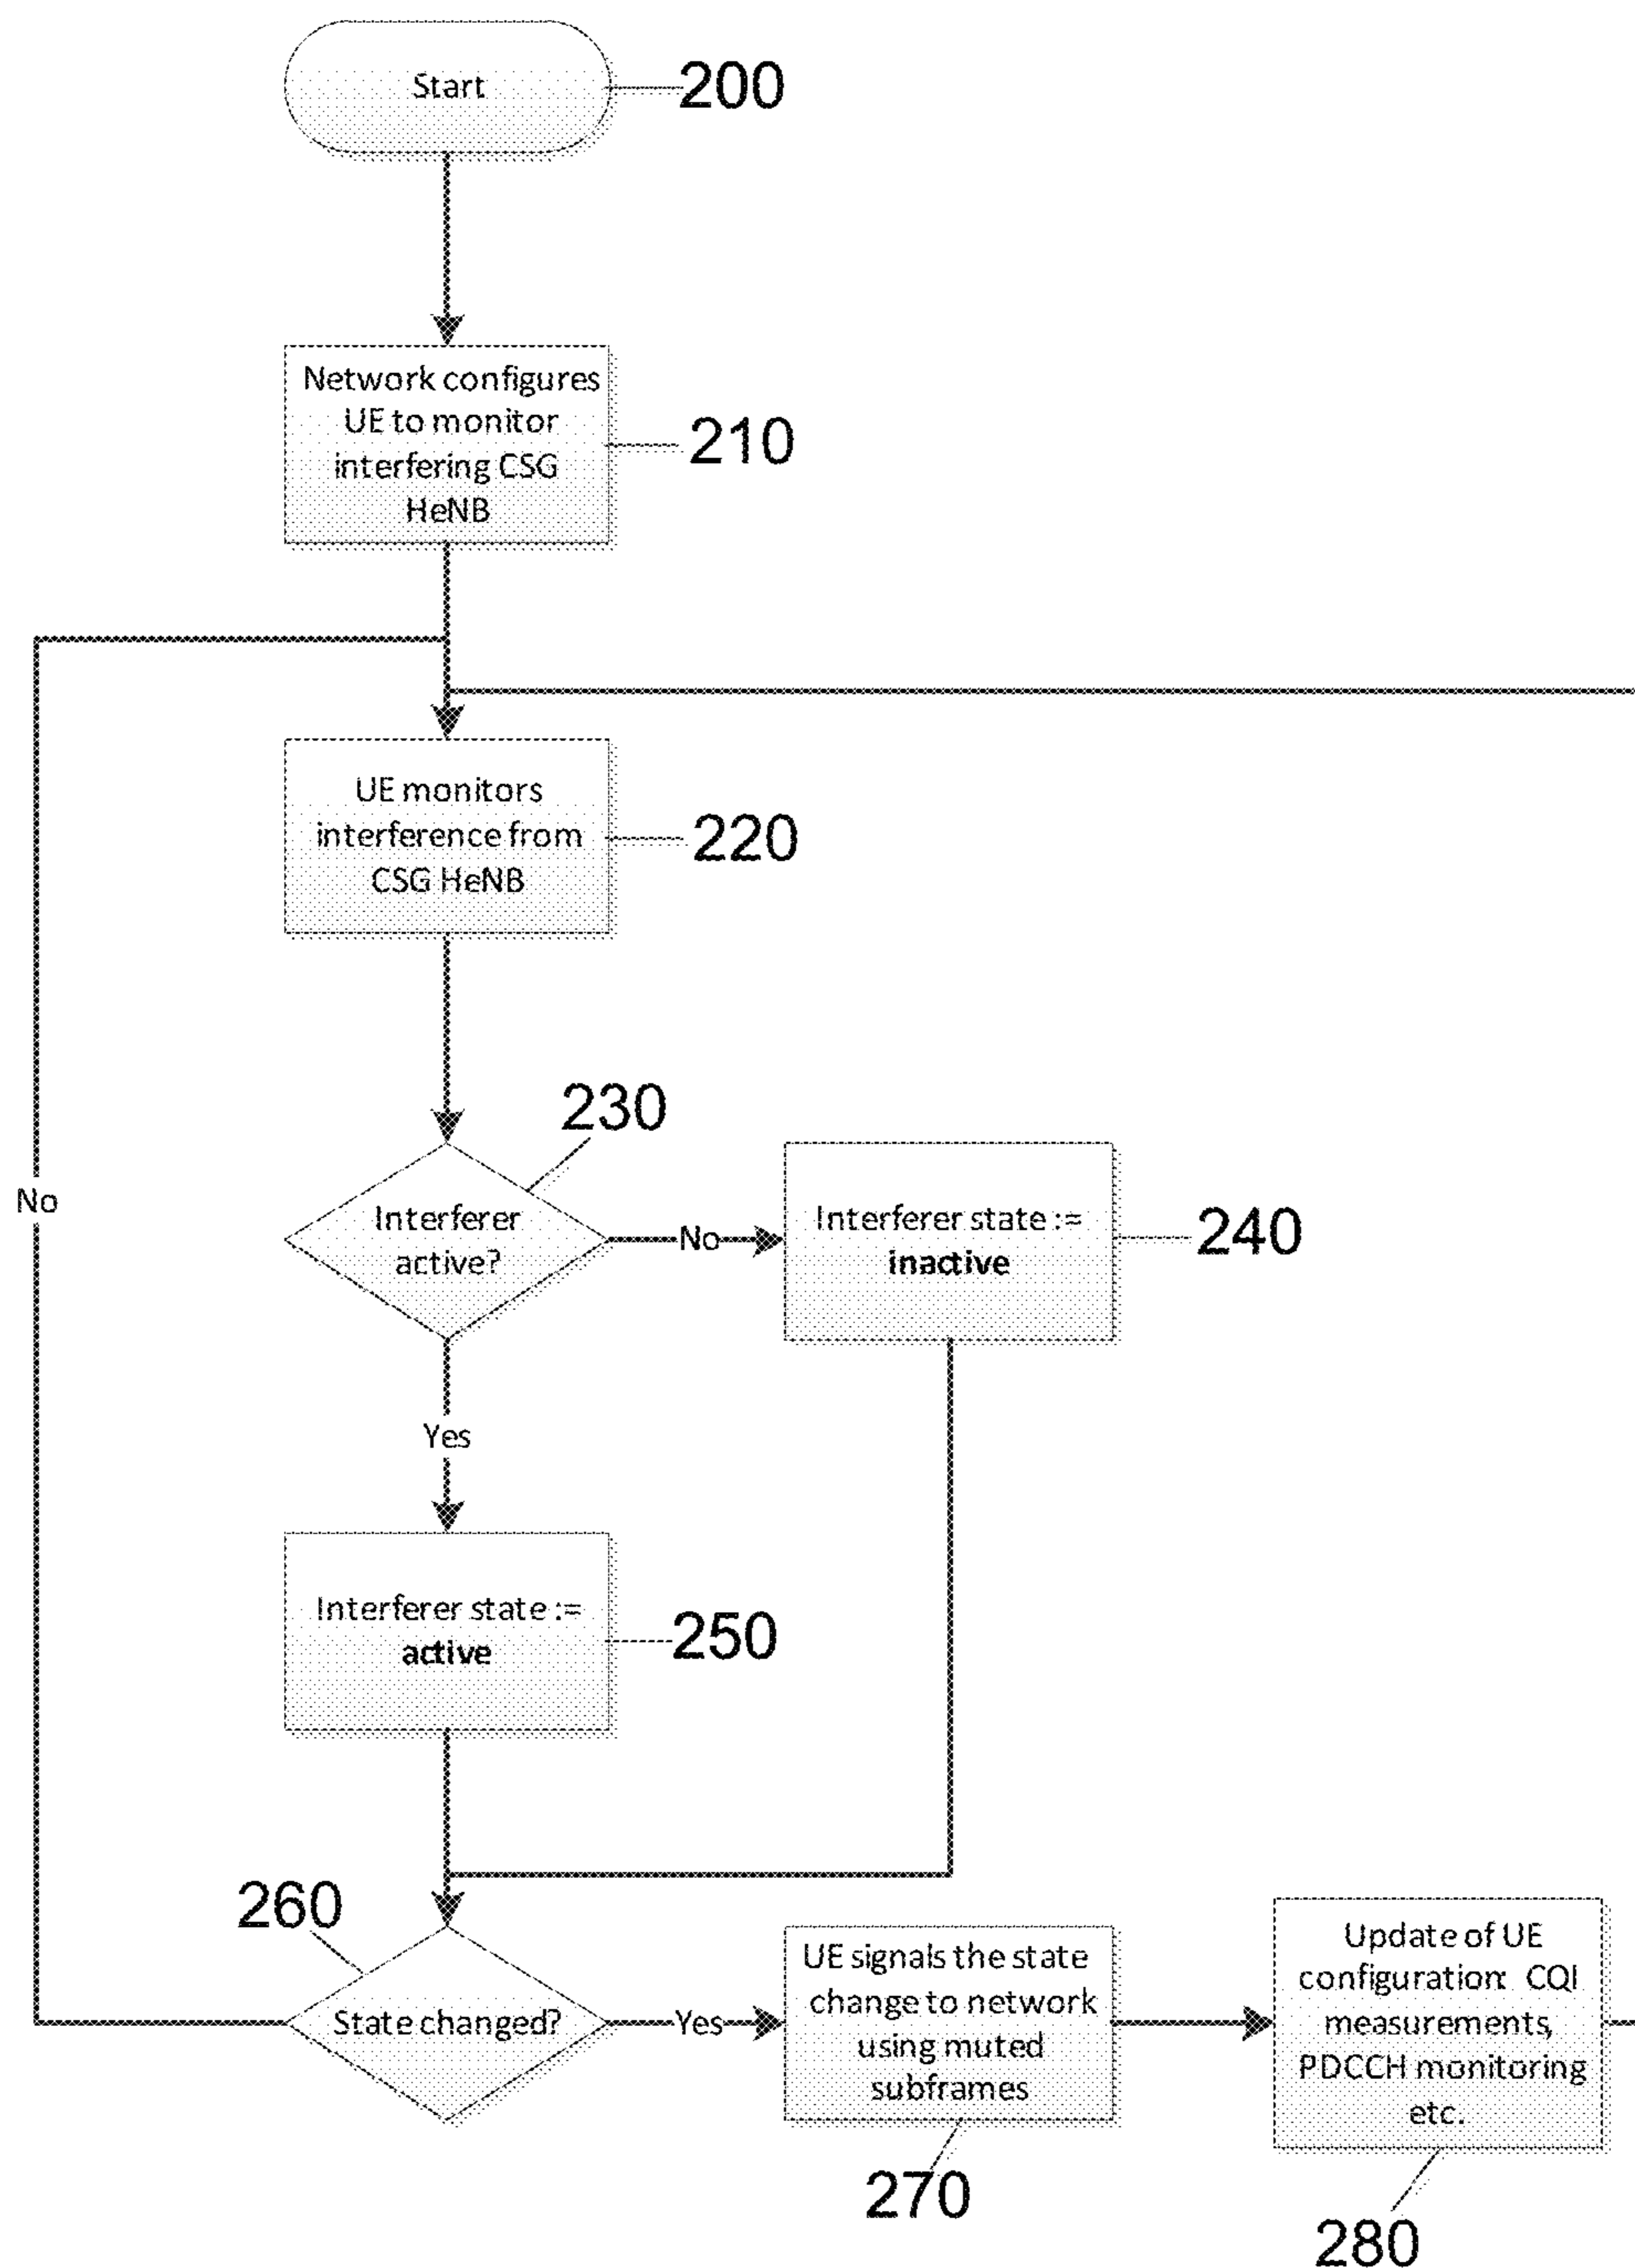 Start
200
Network configures
UE to monitor
interfering CSG
HeNB
210
UE monitors
interference from
CSG HeNB
220
230
Interferer
active?
No
Interferer state :=
inactive
240
No
Yes
Interferer state :=
active
250
260
State changed?
Yes
UE signals the state
change to network
using muted
subframes
270
Update of UE
configuration: CQI
measurements,
PDCCH monitoring
etc.
280